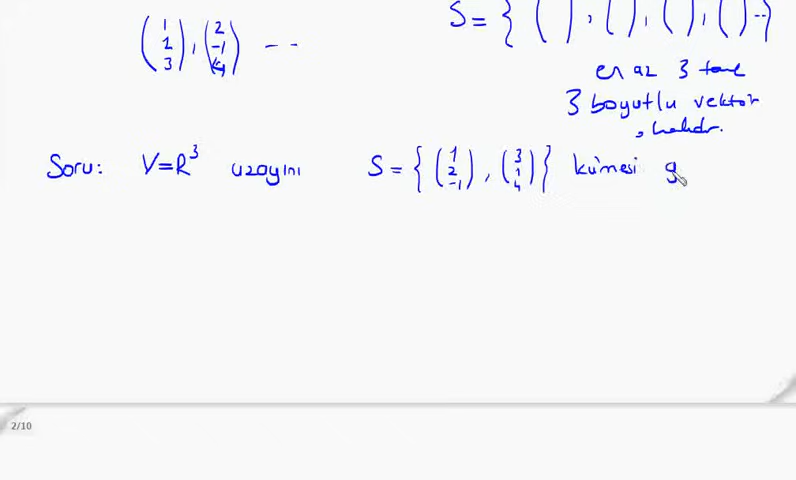 S = { ( ) , ( ) , ( ) , ( ) -- }
(1 2 3) , (2 -1 4) - -
en az 3 tane
3 boyutlu vektör
olmalıdır.
Soru: V=R³ uzayını S = { (1 2 -1) , (3 1 4) } kümesi g
2/10